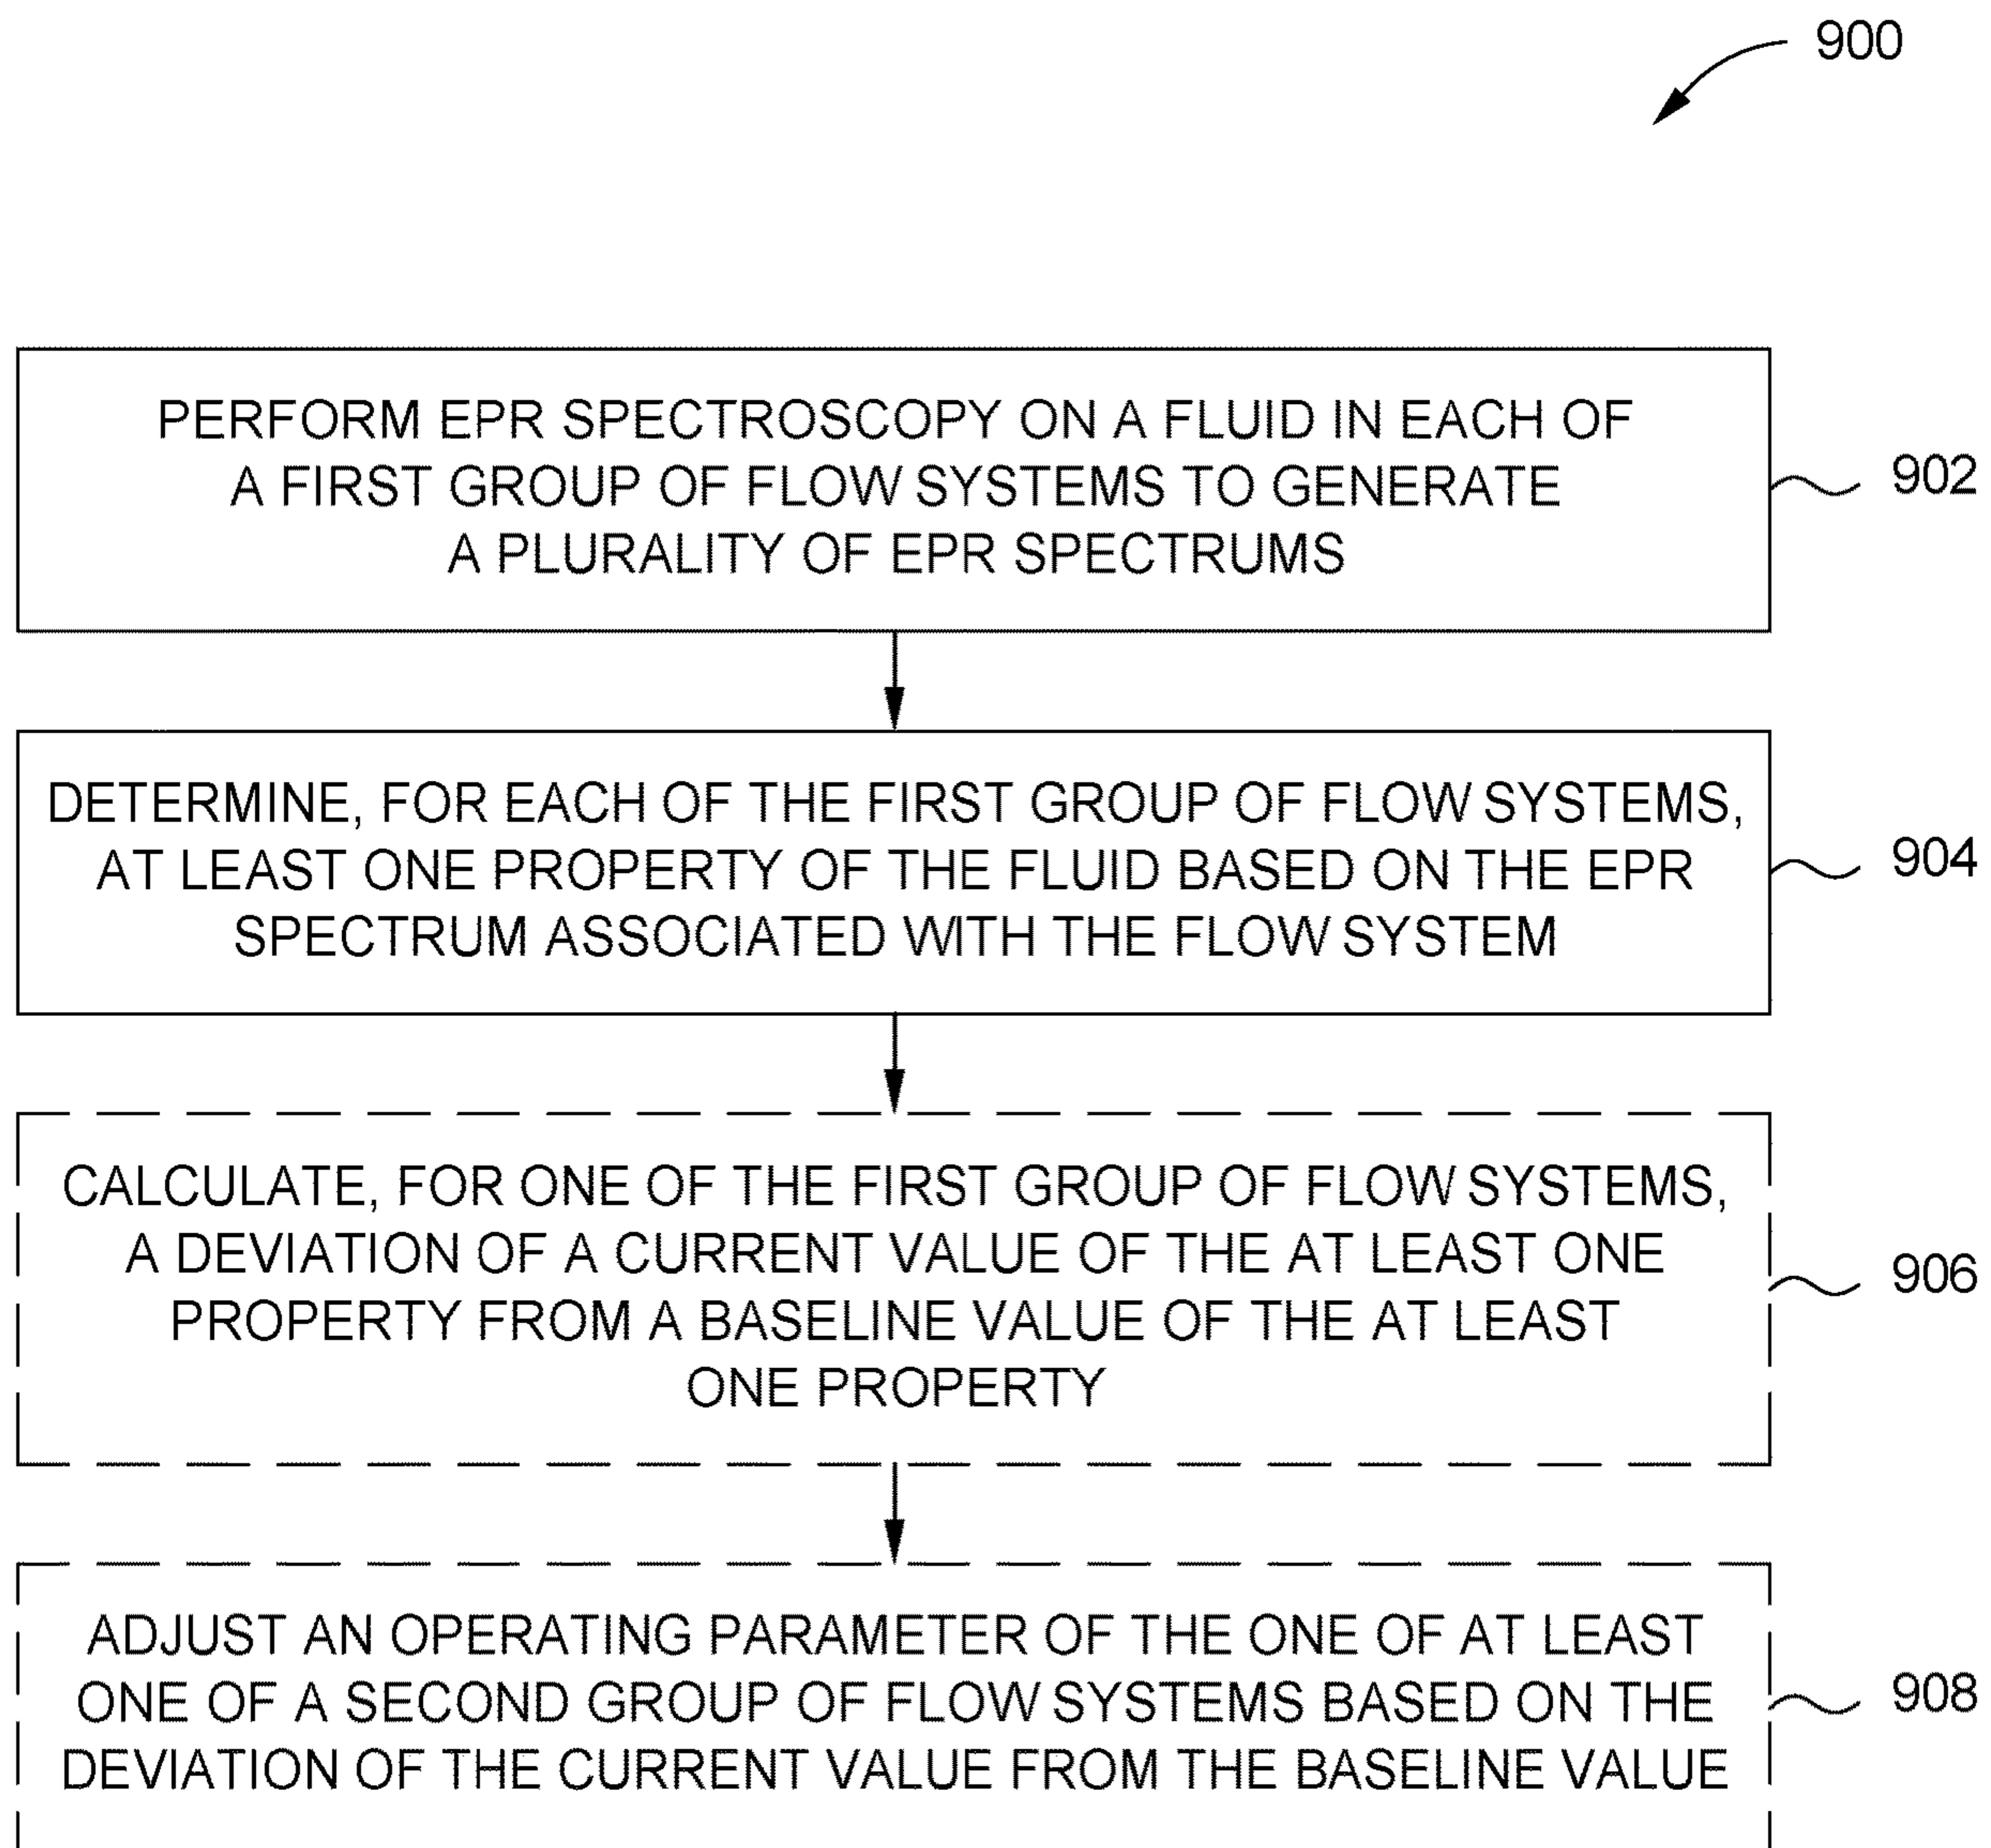 900
PERFORM EPR SPECTROSCOPY ON A FLUID IN EACH OF
A FIRST GROUP OF FLOW SYSTEMS TO GENERATE
A PLURALITY OF EPR SPECTRUMS
902
DETERMINE, FOR EACH OF THE FIRST GROUP OF FLOW SYSTEMS,
AT LEAST ONE PROPERTY OF THE FLUID BASED ON THE EPR
SPECTRUM ASSOCIATED WITH THE FLOW SYSTEM
904
CALCULATE, FOR ONE OF THE FIRST GROUP OF FLOW SYSTEMS,
A DEVIATION OF A CURRENT VALUE OF THE AT LEAST ONE
PROPERTY FROM A BASELINE VALUE OF THE AT LEAST
ONE PROPERTY
906
ADJUST AN OPERATING PARAMETER OF THE ONE OF AT LEAST
ONE OF A SECOND GROUP OF FLOW SYSTEMS BASED ON THE
DEVIATION OF THE CURRENT VALUE FROM THE BASELINE VALUE
908